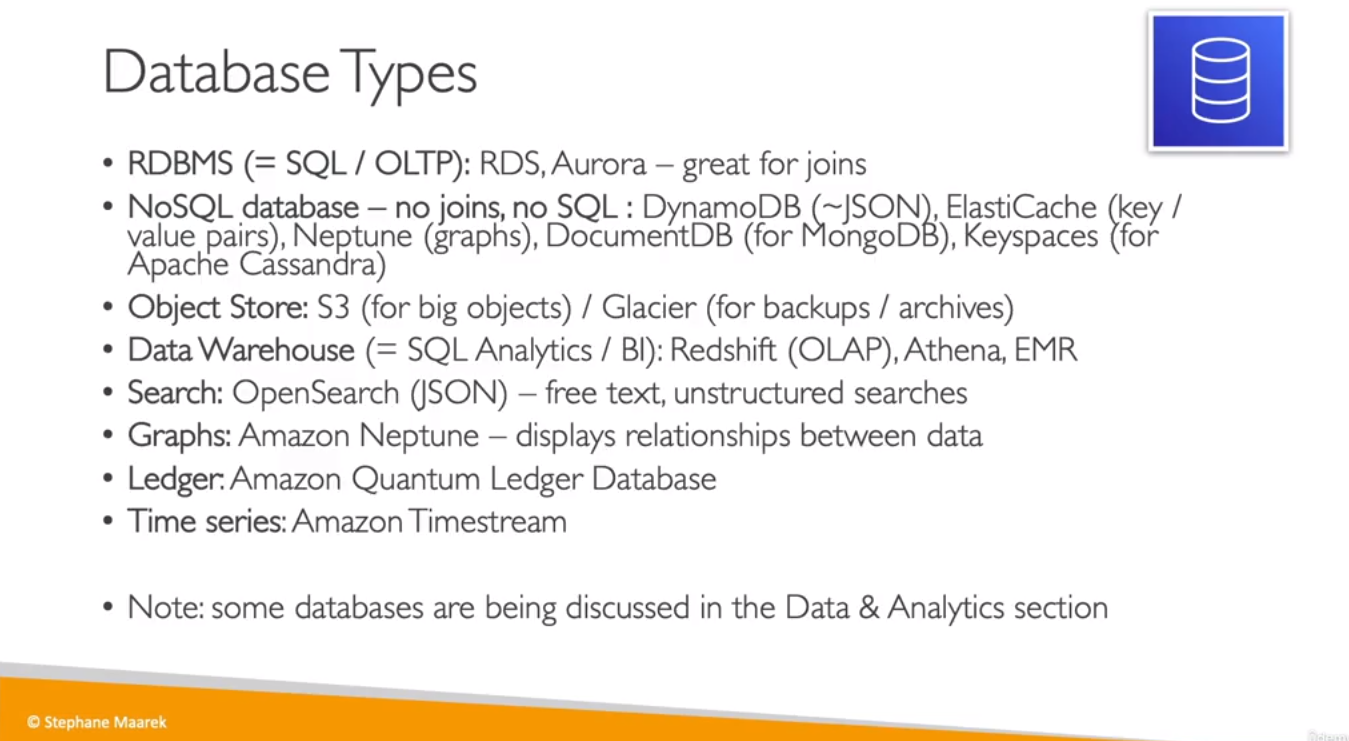 Database Types
• RDBMS (= SQL / OLTP): RDS, Aurora – great for joins
• NoSQL database – no joins, no SQL : DynamoDB (~JSON), ElastiCache (key /
value pairs), Neptune (graphs), DocumentDB (for MongoDB), Keyspaces (for
Apache Cassandra)
• Object Store: S3 (for big objects) / Glacier (for backups / archives)
• Data Warehouse (= SQL Analytics / BI): Redshift (OLAP), Athena, EMR
• Search: OpenSearch (JSON) – free text, unstructured searches
• Graphs: Amazon Neptune – displays relationships between data
• Ledger: Amazon Quantum Ledger Database
• Time series: Amazon Timestream
• Note: some databases are being discussed in the Data & Analytics section
© Stephane Maarek